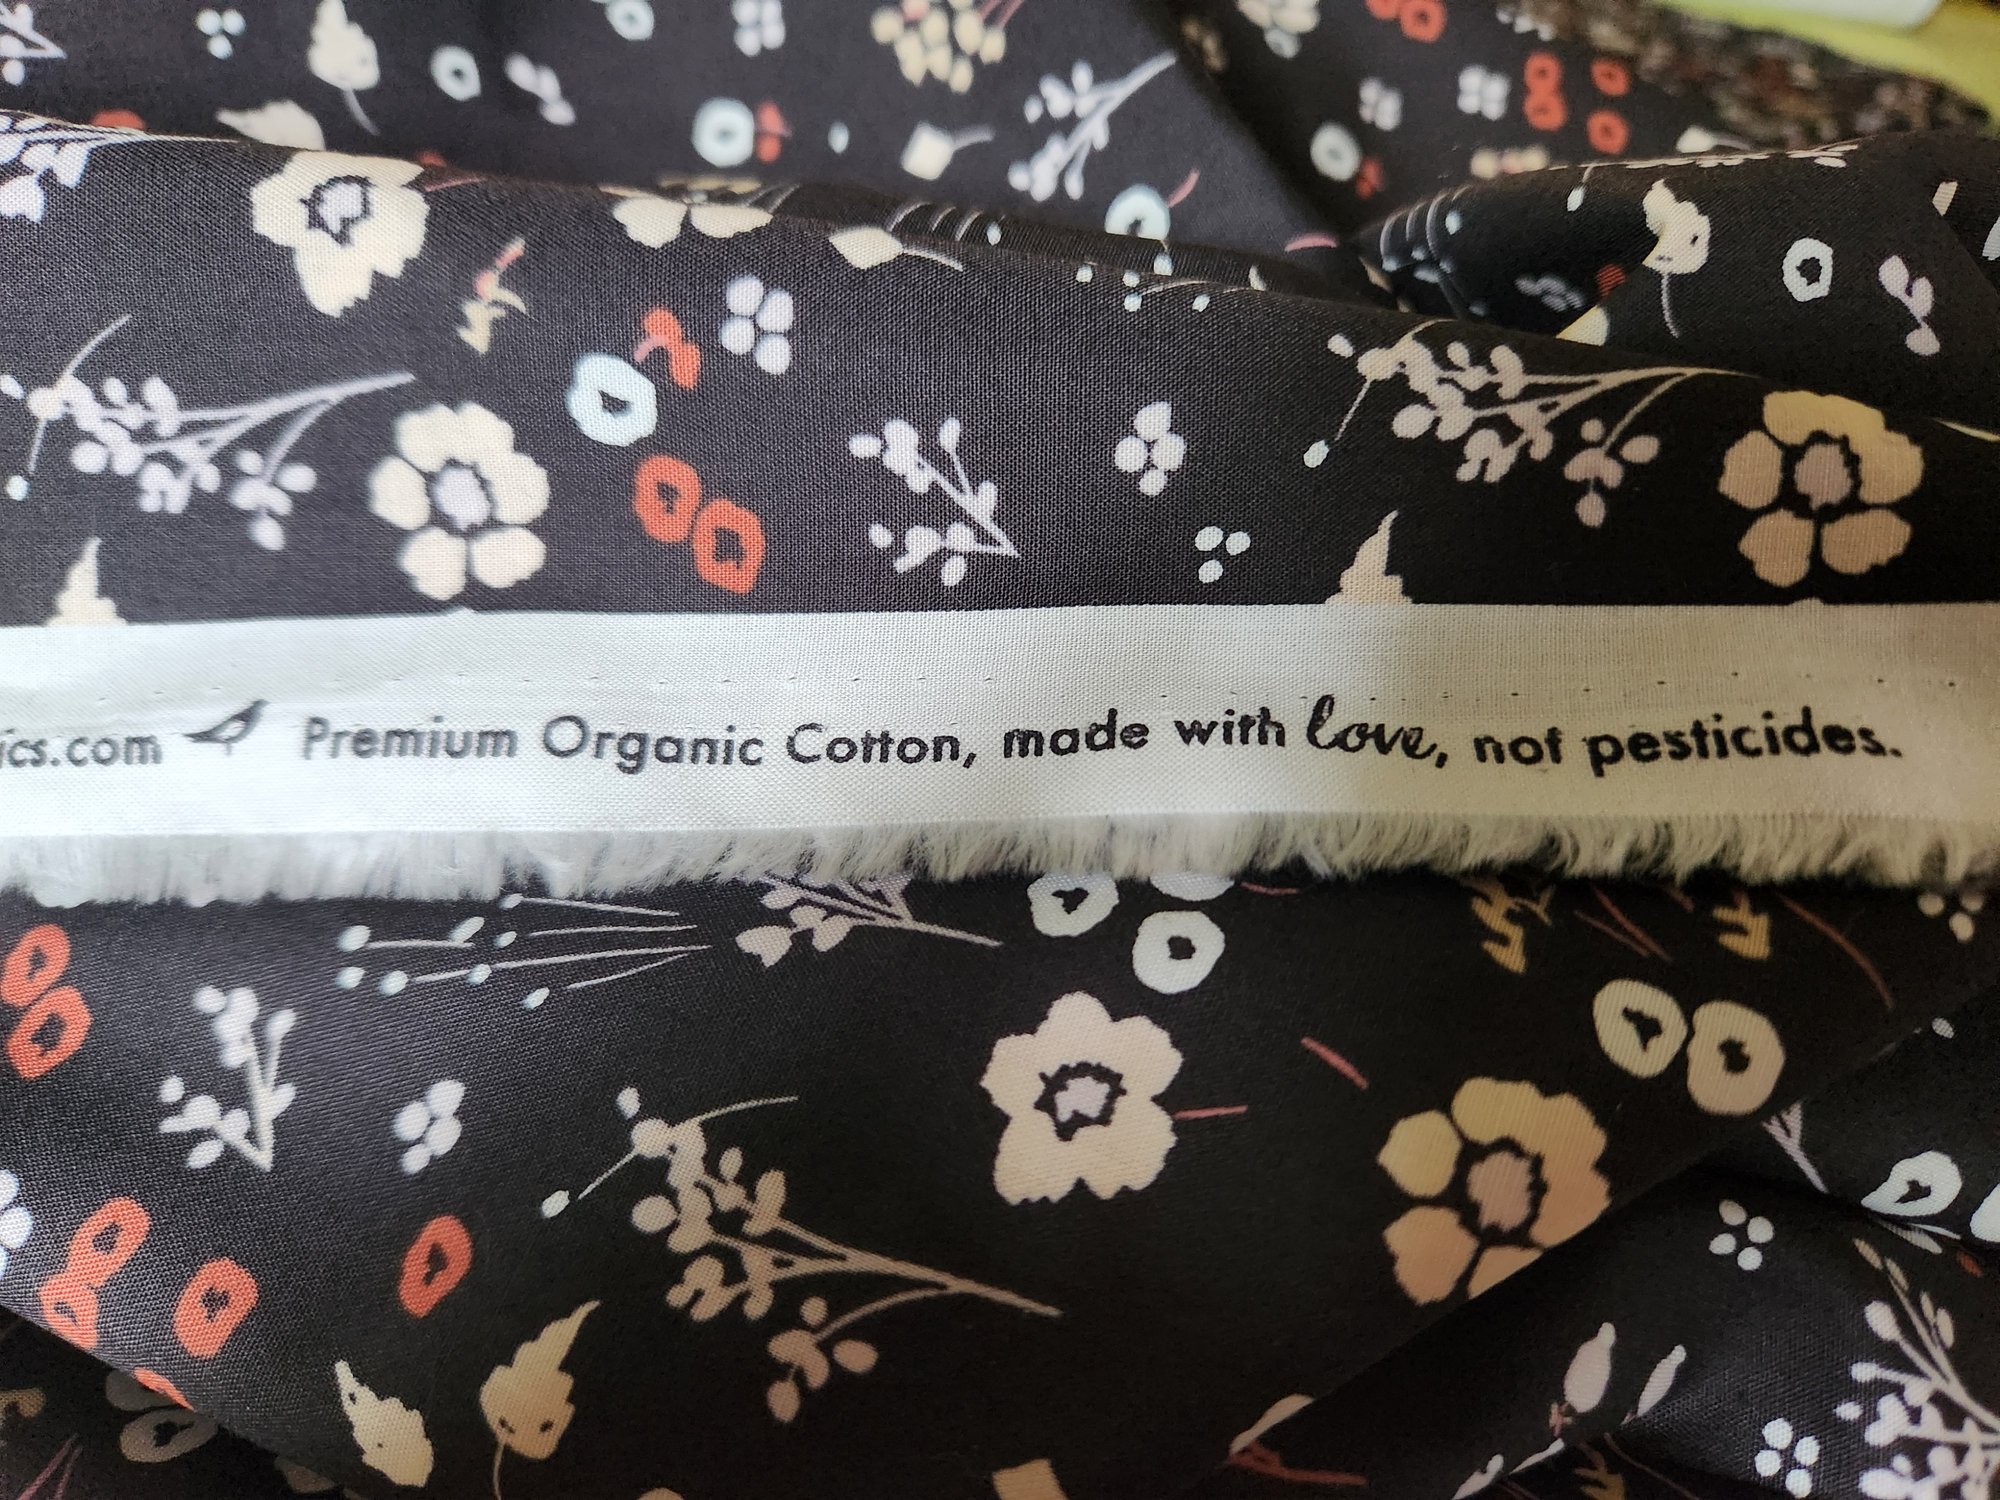 ics.com Premium Organic Cotton, made with love, not pesticides.